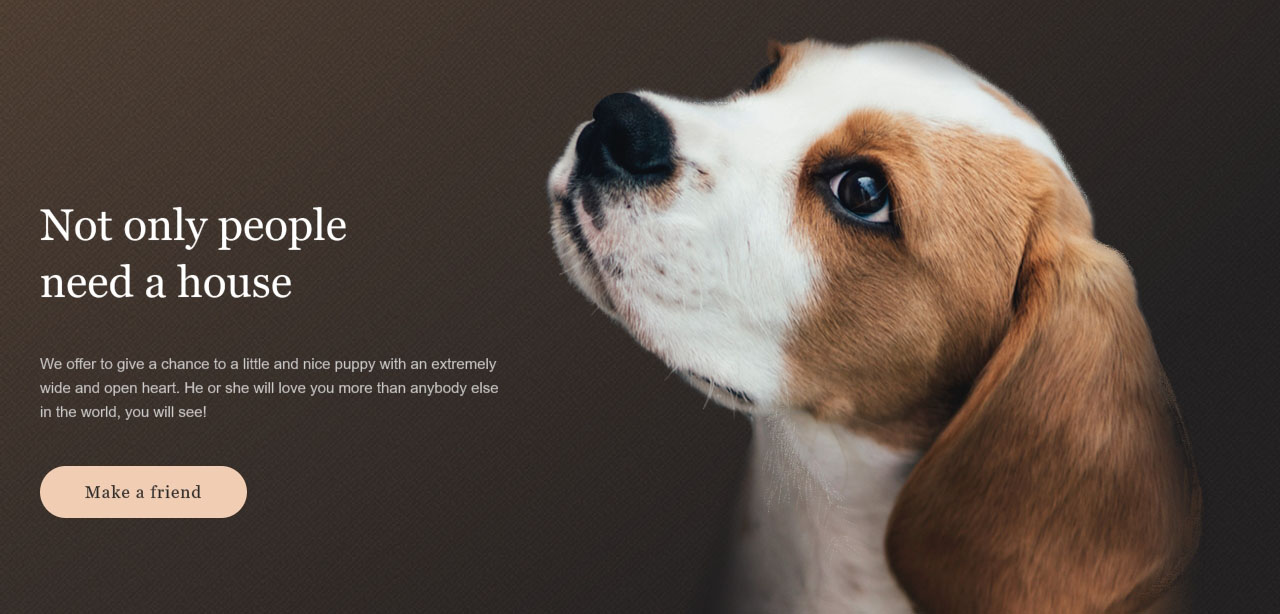 Not only people
need a house
We offer to give a chance to a little and nice puppy with an extremely
wide and open heart. He or she will love you more than anybody else
in the world, you will see!
Make a friend